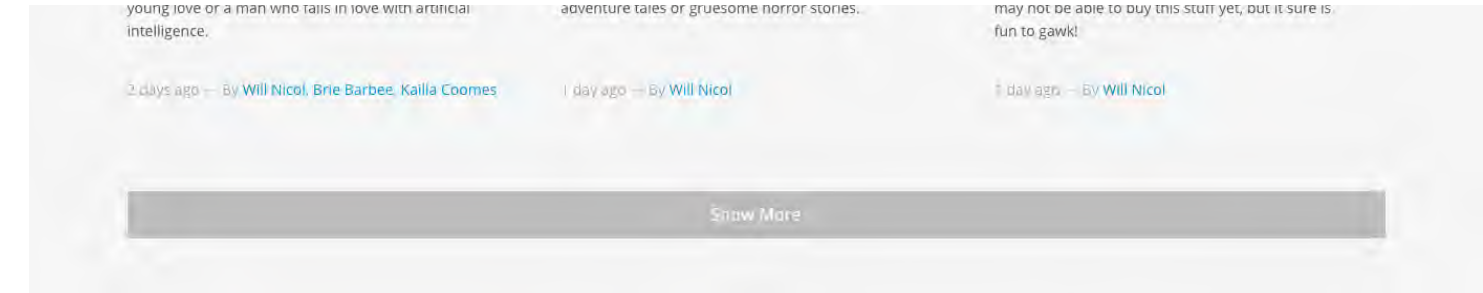 young love or a man who falls in love with artificial
intelligence.
2 days ago — By Will Nicol, Brie Barbee, Kailla Coomes
adventure tales or gruesome horror stories.
1 day ago — By Will Nicol
may not be able to buy this stuff yet, but it sure is
fun to gawk!
1 day ago — By Will Nicol
Show More